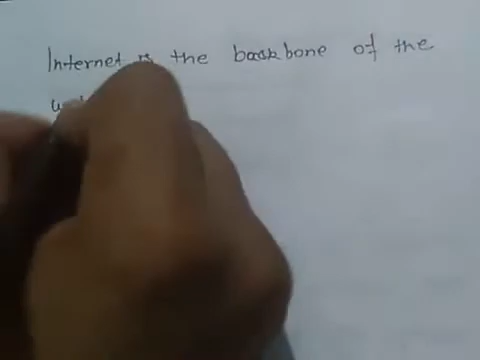 Internet is the backbone of the